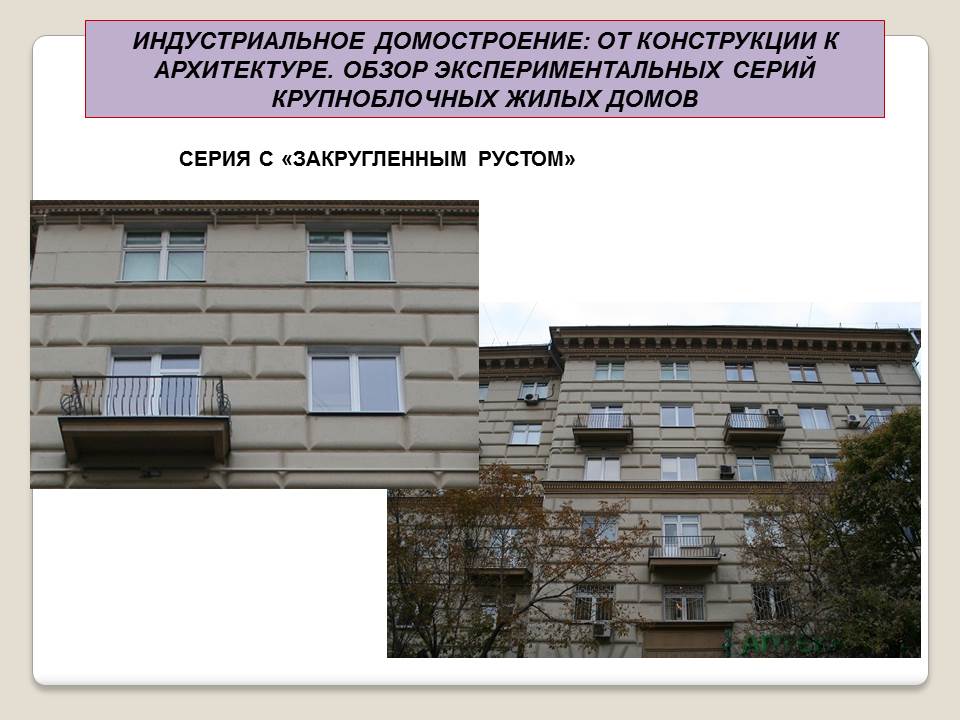 ИНДУСТРИАЛЬНОЕ ДОМОСТРОЕНИЕ: ОТ КОНСТРУКЦИИ К
АРХИТЕКТУРЕ. ОБЗОР ЭКСПЕРИМЕНТАЛЬНЫХ СЕРИЙ
КРУПНОБЛОЧНЫХ ЖИЛЫХ ДОМОВ
СЕРИЯ С «ЗАКРУГЛЕННЫМ РУСТОМ»